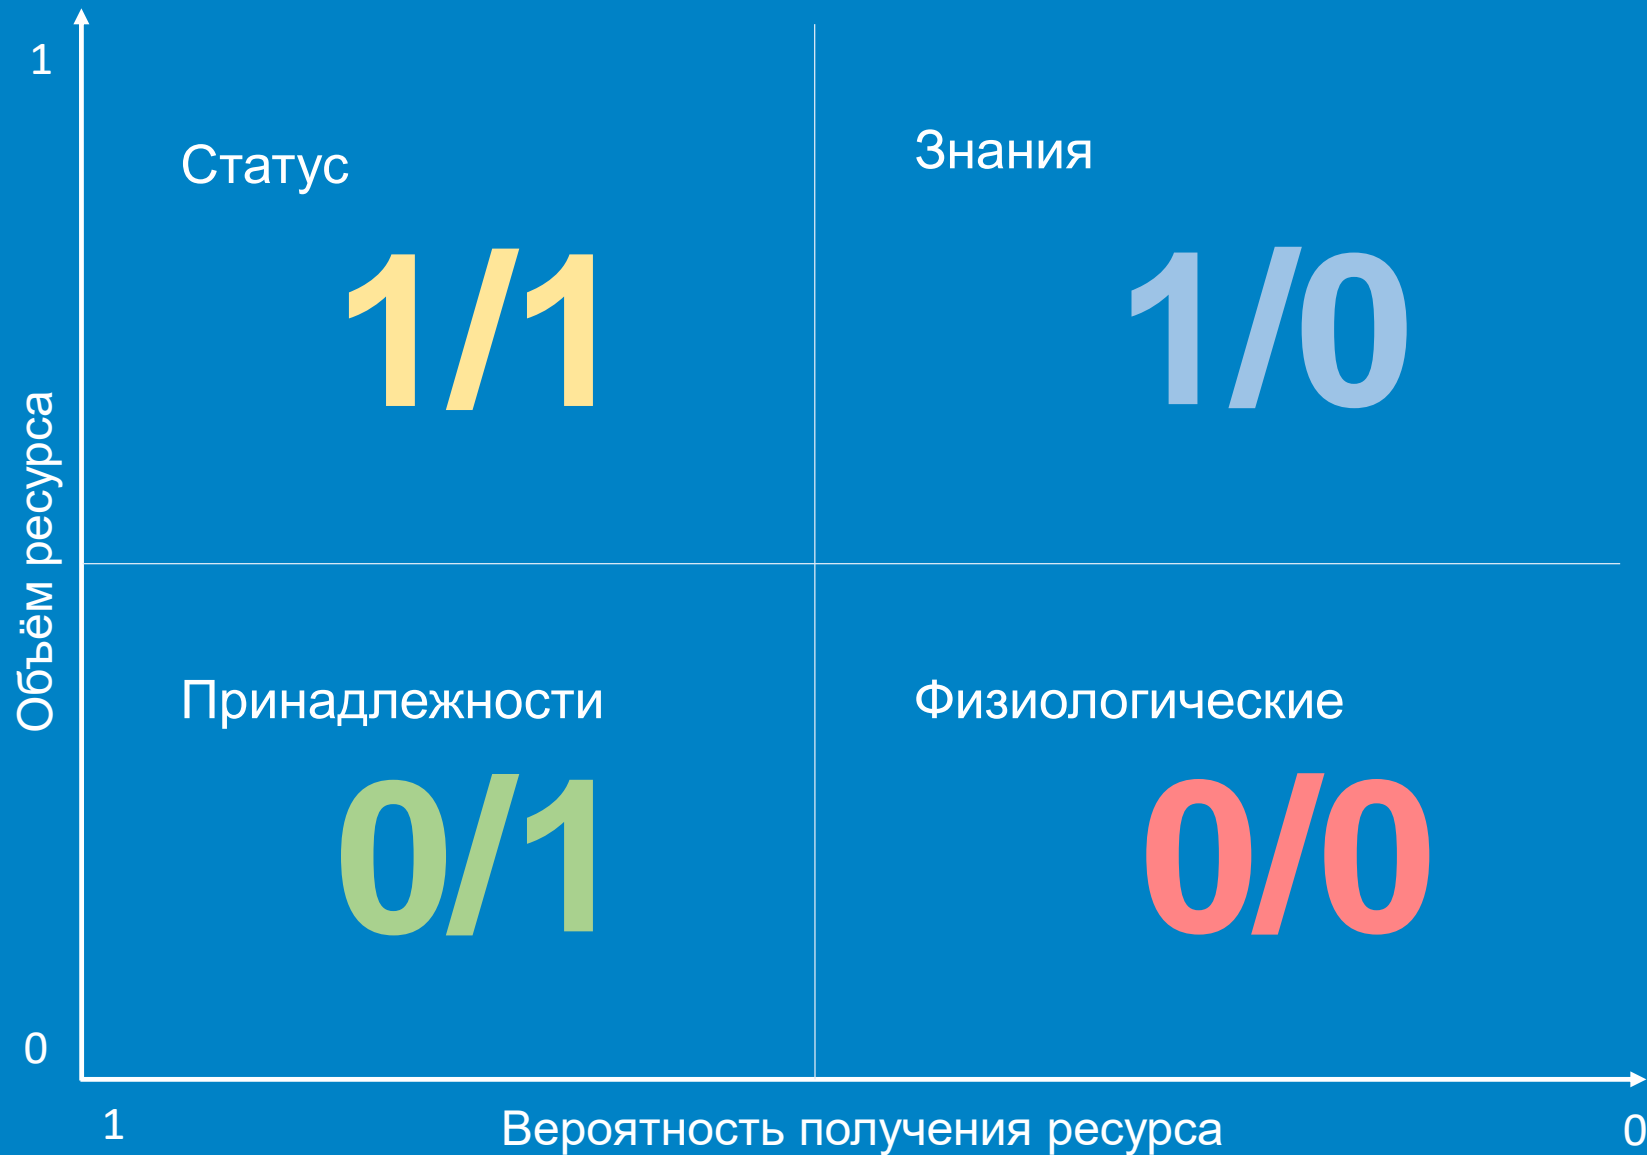 1
Статус
Знания
1/1
1/0
Объём ресурса
Принадлежности
Физиологические
0/1
0/0
0
1
Вероятность получения ресурса
0